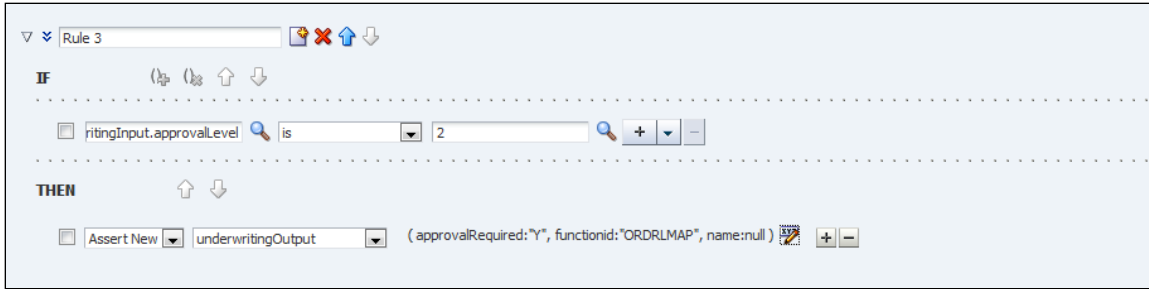 Rule 3
IF
ritingInput.approvalLevel is 2
THEN
Assert New underwritingOutput ( approvalRequired:"Y", functionid:"ORDRLMAP", name:null )